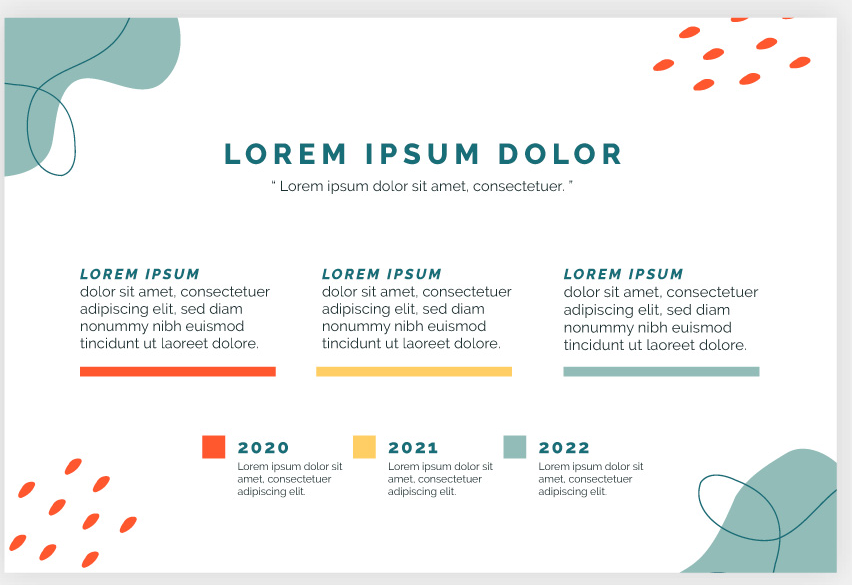 LOREM IPSUM DOLOR
“ Lorem ipsum dolor sit amet, consectetuer. ”
LOREM IPSUM
dolor sit amet, consectetuer
adipiscing elit, sed diam
nonummy nibh euismod
tincidunt ut laoreet dolore.
LOREM IPSUM
dolor sit amet, consectetuer
adipiscing elit, sed diam
nonummy nibh euismod
tincidunt ut laoreet dolore.
LOREM IPSUM
dolor sit amet, consectetuer
adipiscing elit, sed diam
nonummy nibh euismod
tincidunt ut laoreet dolore.
2020
Lorem ipsum dolor sit
amet, consectetuer
adipiscing elit.
2021
Lorem ipsum dolor sit
amet, consectetuer
adipiscing elit.
2022
Lorem ipsum dolor sit
amet, consectetuer
adipiscing elit.